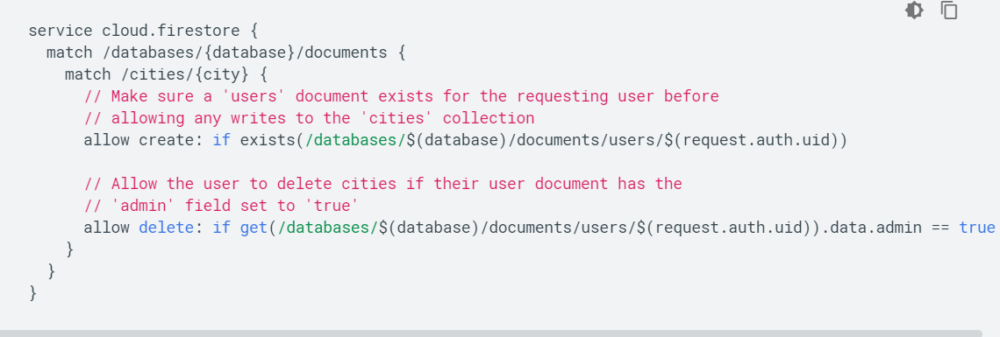 service cloud.firestore {
  match /databases/{database}/documents {
    match /cities/{city} {
      // Make sure a 'users' document exists for the requesting user before
      // allowing any writes to the 'cities' collection
      allow create: if exists(/databases/$(database)/documents/users/$(request.auth.uid))

      // Allow the user to delete cities if their user document has the
      // 'admin' field set to 'true'
      allow delete: if get(/databases/$(database)/documents/users/$(request.auth.uid)).data.admin == true
    }
  }
}